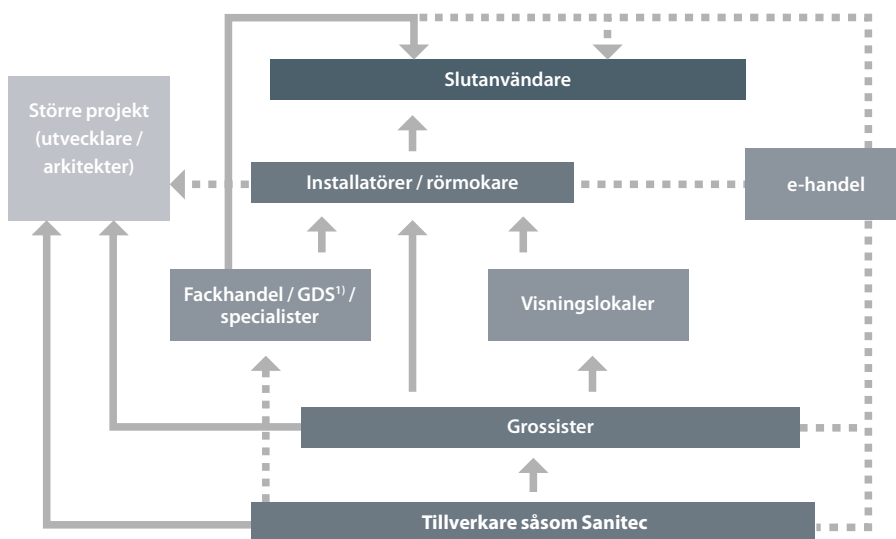 Slutanvändare
Större projekt
(utvecklare /
arkitekter)
Installatörer / rörmokare
e-handel
Fackhandel / GDS¹⁾ /
specialister
Visningslokaler
Grossister
Tillverkare såsom Sanitec